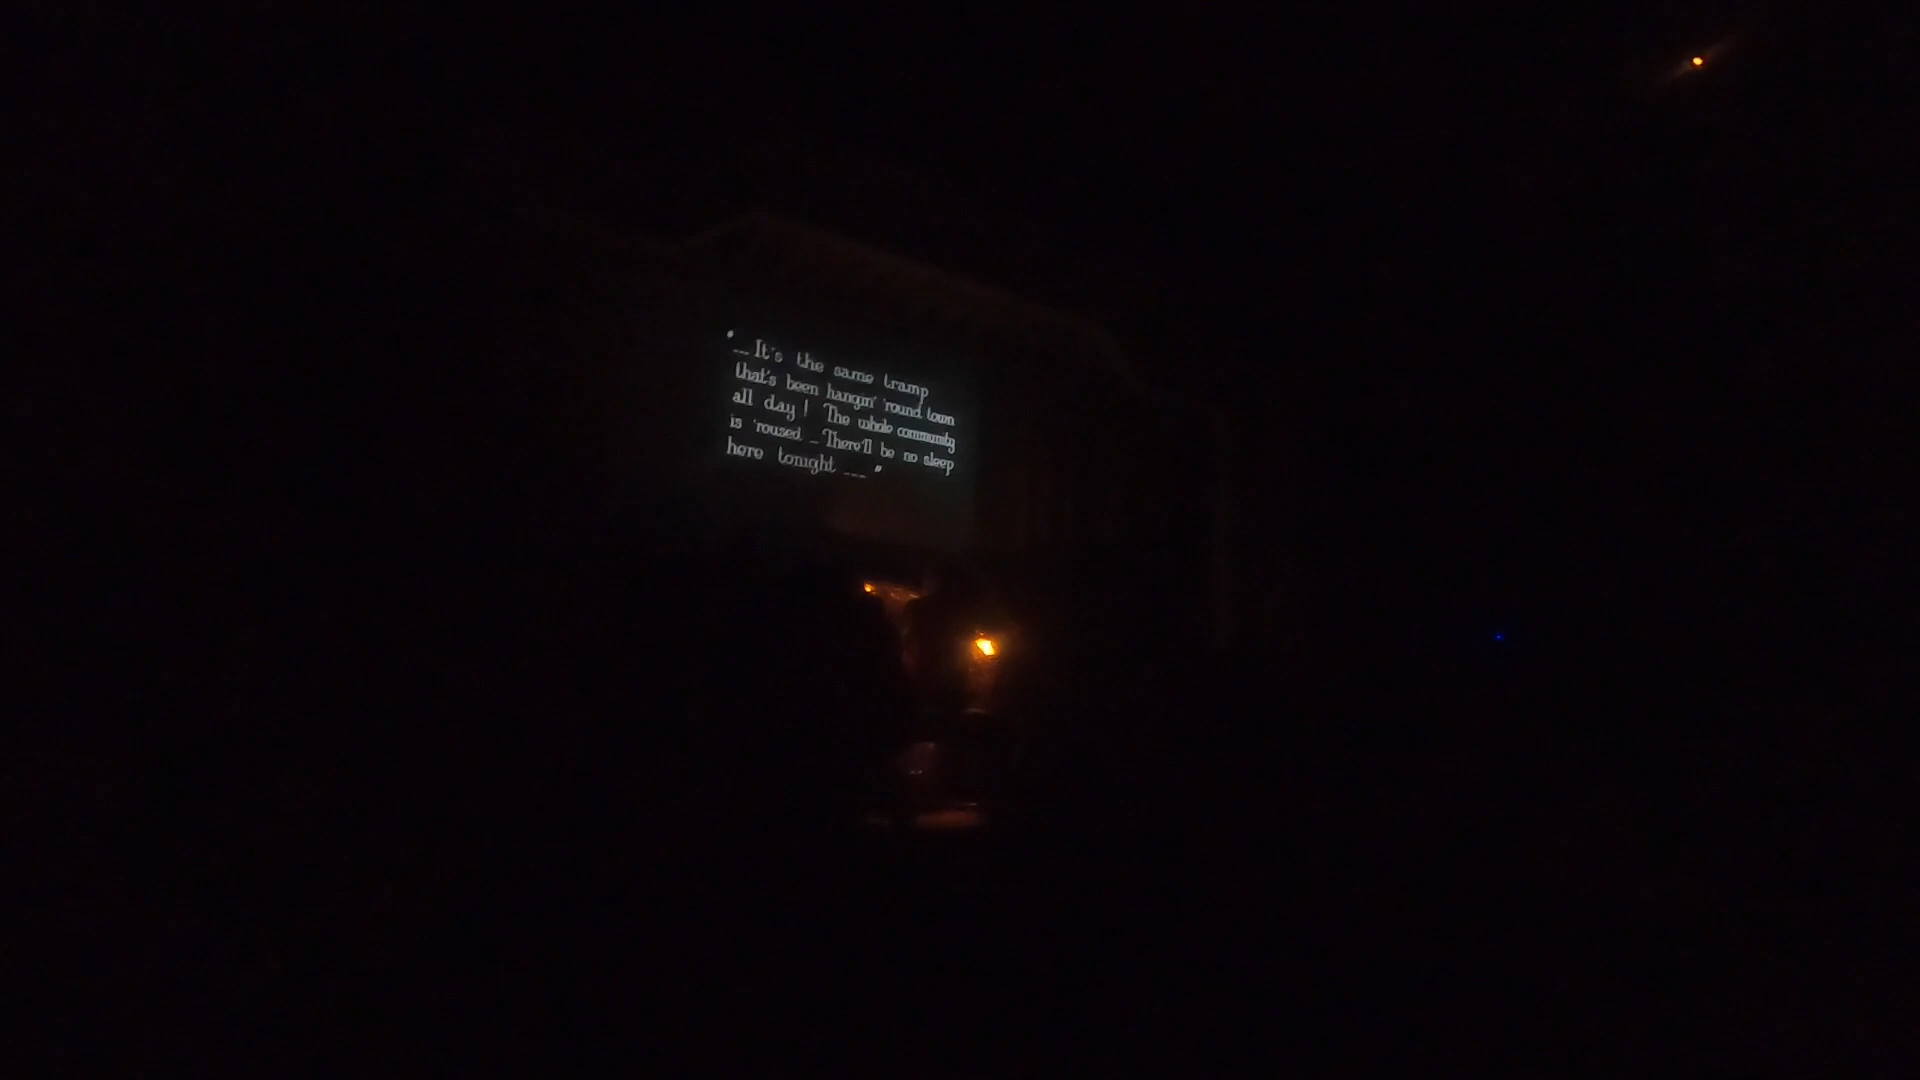 "
_ _ It's the same tramp
that's been hangin' 'round town
all day! The whole community
is 'roused _ There'll be no sleep
here tonight _ _ _"